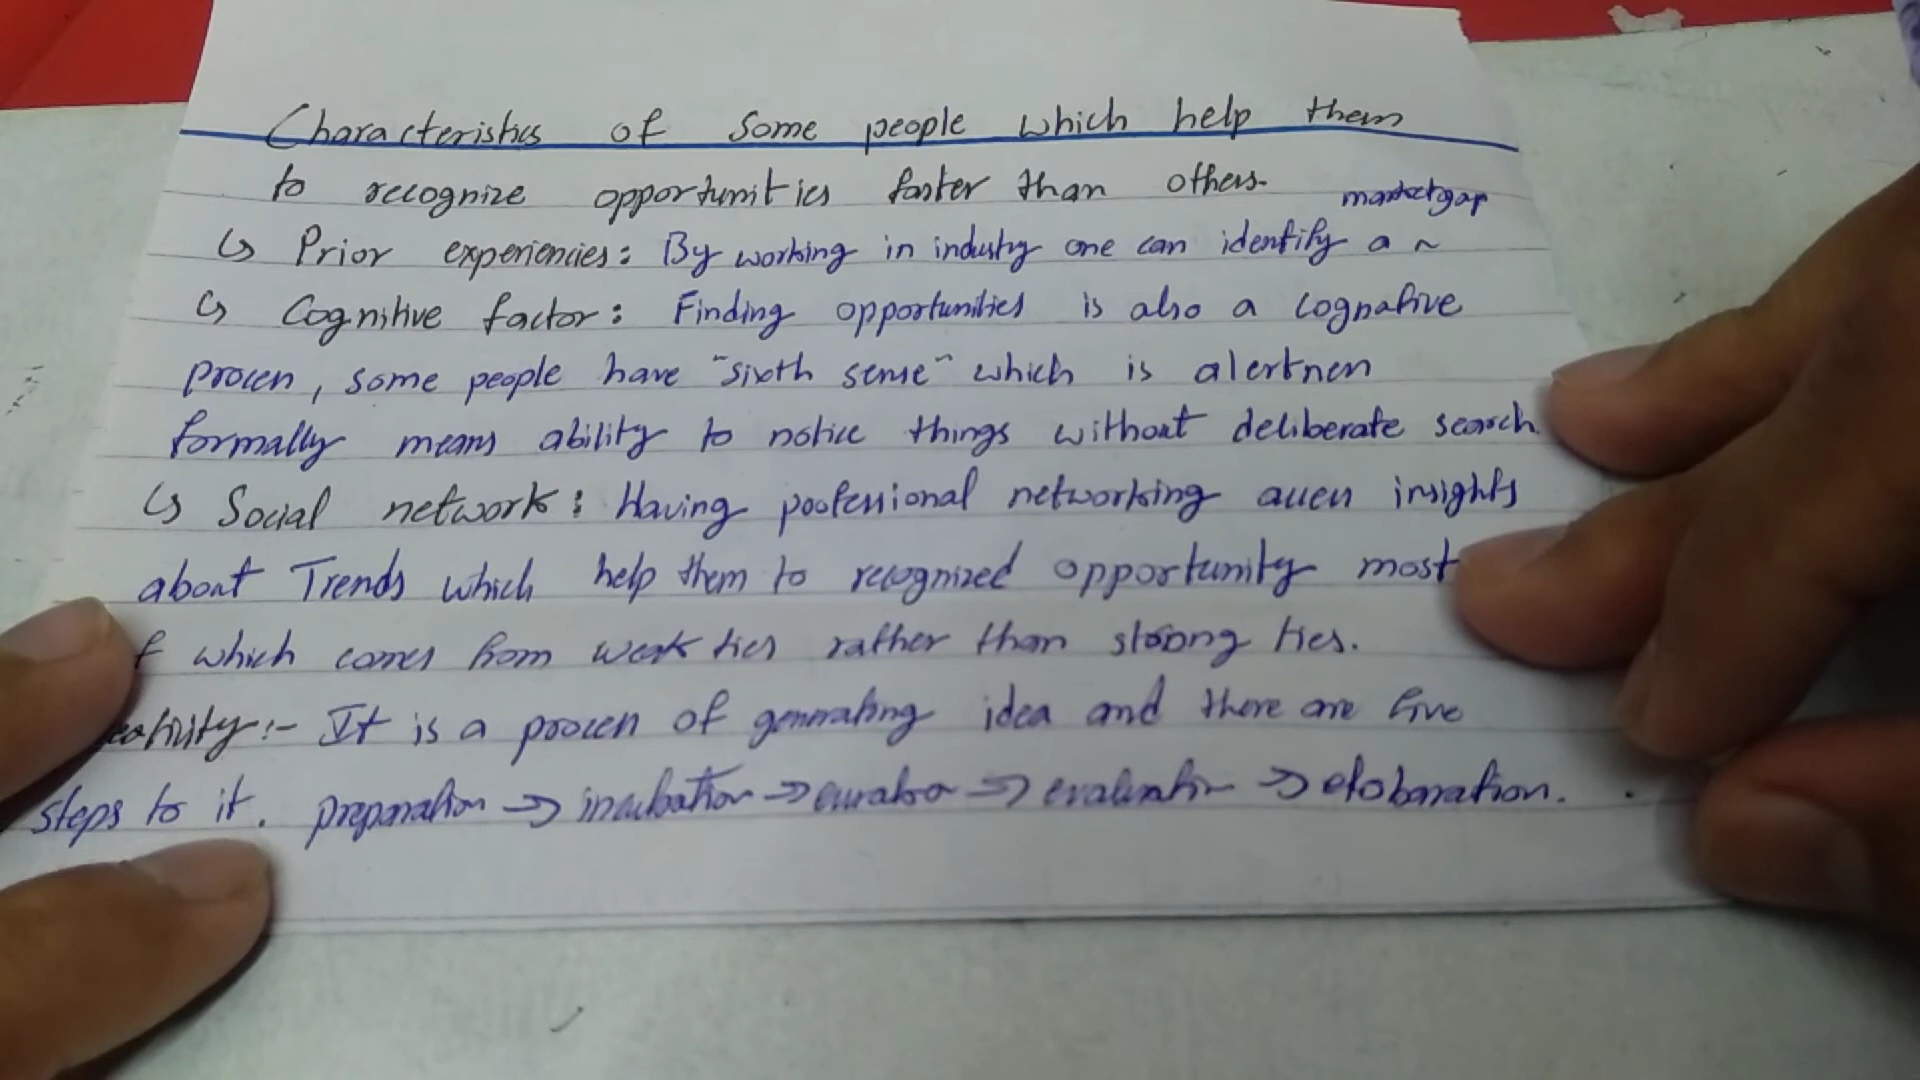 Characteristics of some people which help them
to recognize opportunities faster than others.
market gap
↳ Prior experiencies: By working in industry one can identify a ~
↳ Cognitive factor: Finding opportunities is also a cognative
process, some people have "sixth sense" which is alertness
formally means ability to notice things without deliberate search.
↳ Social network: Having professional networking access insights
about Trends which help them to recognized opportunity most
f which comes from weak ties rather than strong ties.
eativity:- It is a process of generating idea and there are five
steps to it. preparation → incubation → → evaluation → elobaration.